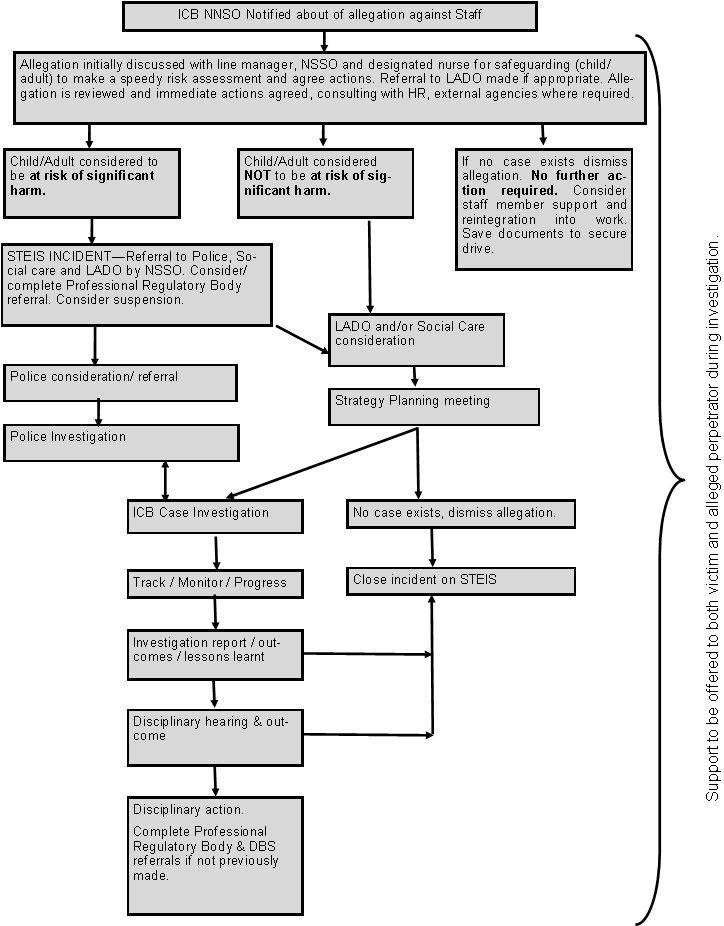 ICB NNSO Notified about of allegation against Staff
Allegation initially discussed with line manager, NSSO and designated nurse for safeguarding (child/
adult) to make a speedy risk assessment and agree actions. Referral to LADO made if appropriate. Alle-
gation is reviewed and immediate actions agreed, consulting with HR, external agencies where required.
Child/Adult considered to
be at risk of significant
harm.
Child/Adult considered
NOT to be at risk of sig-
nificant harm.
If no case exists dismiss
allegation. No further ac-
tion required. Consider
staff member support and
reintegration into work.
Save documents to secure
drive.
STEIS INCIDENT—Referral to Police, So-
cial care and LADO by NSSO. Consider/
complete Professional Regulatory Body
referral. Consider suspension.
LADO and/or Social Care
consideration
Police consideration/ referral
Strategy Planning meeting
Police Investigation
ICB Case Investigation
No case exists, dismiss allegation.
Track / Monitor / Progress
Close incident on STEIS
Investigation report / out-
comes / lessons learnt
Disciplinary hearing & out-
come
Disciplinary action.
Complete Professional
Regulatory Body & DBS
referrals if not previously
made.
Support to be offered to both victim and alleged perpetrator during investigation.